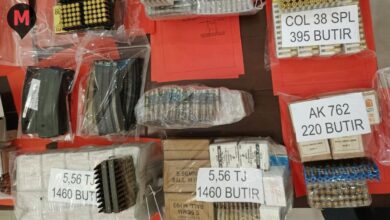 M
COL 38 SPL
395 BUTIR
AK 762
220 BUTIR
5,56 TJ
1460 BUTIR
5,56 TJ
1460 BUTIR